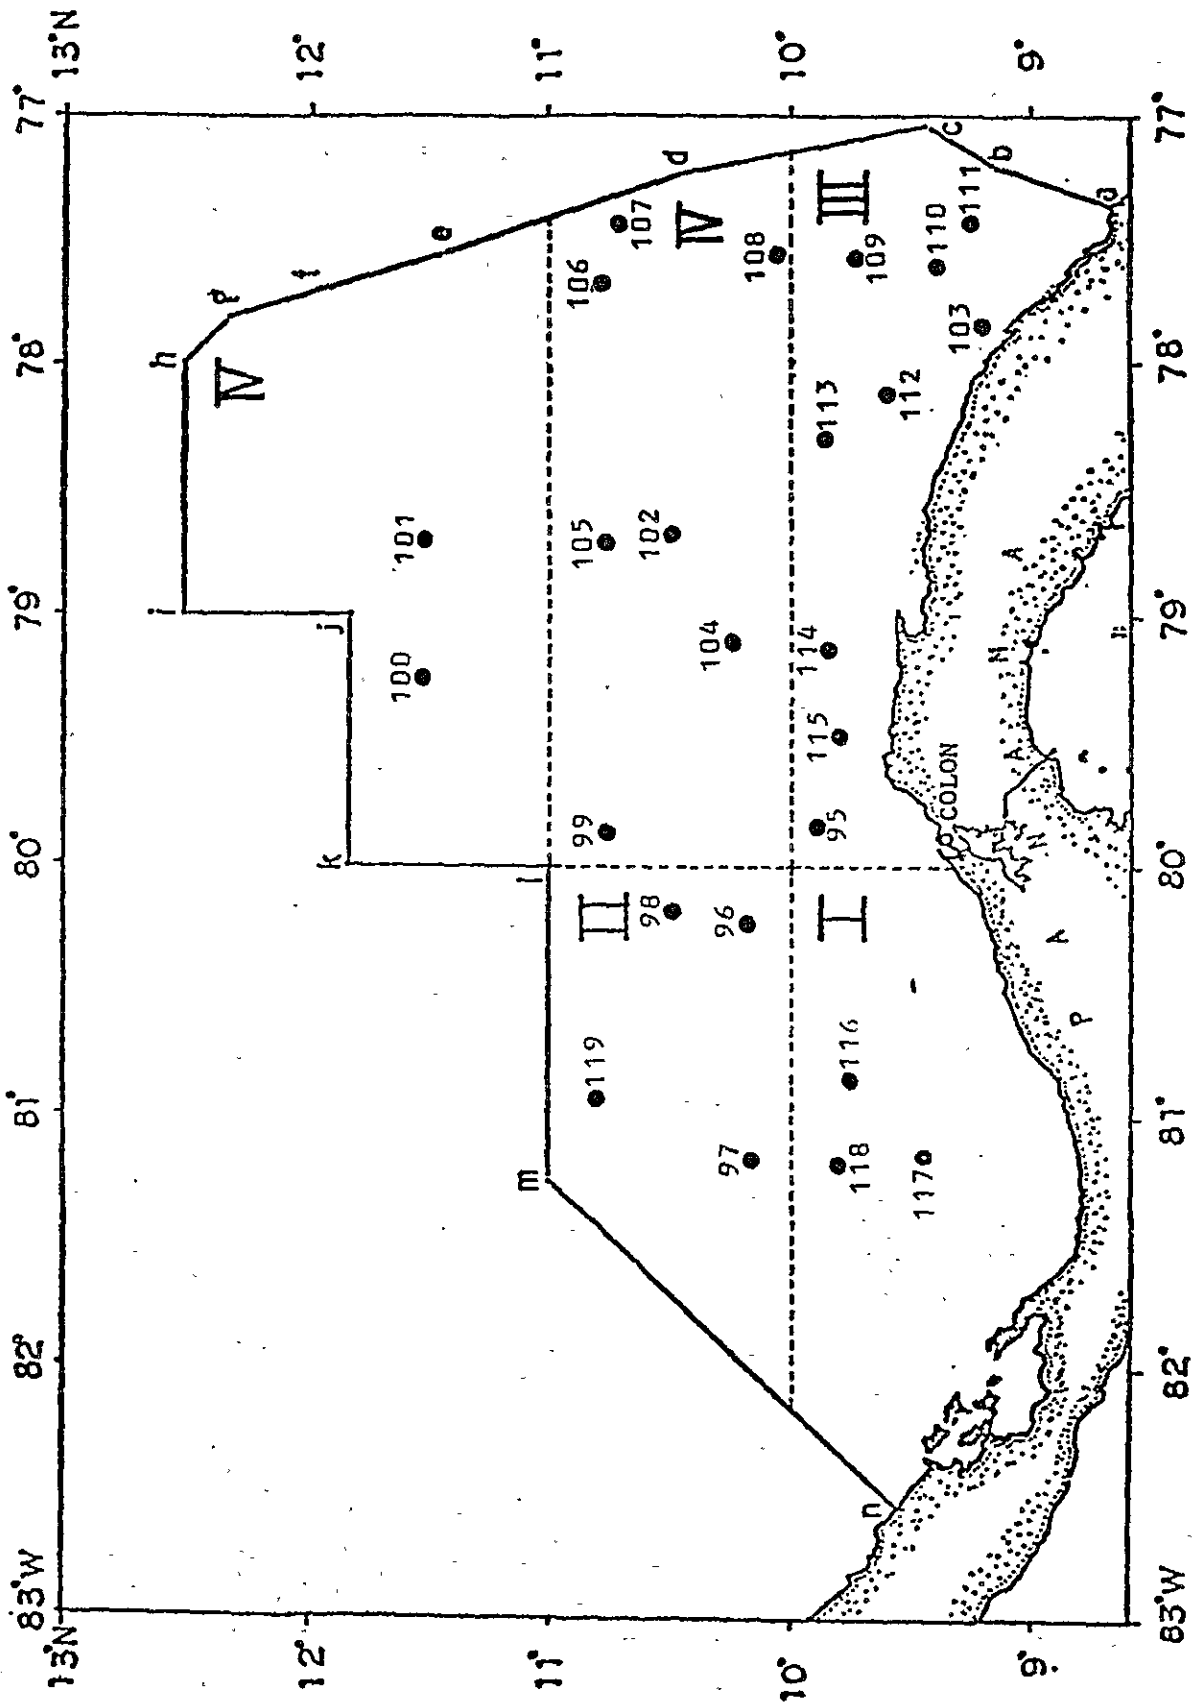 83°W 82° 81° 80° 79° 78° 77°
13°N 13°N
h
i
g
IV
f
12° 12°
k
j
100 101
e
m
l
11° 11°
119
II
99
105
106
107
98
102
d
IV
96
104
97
108
10° 10°
118
116
I
95
115
114
113
III
109
117
112
110
n
c
111
103
b
COLON
9° 9°
a
P A N A M A
83°W 82° 81° 80° 79° 78° 77°